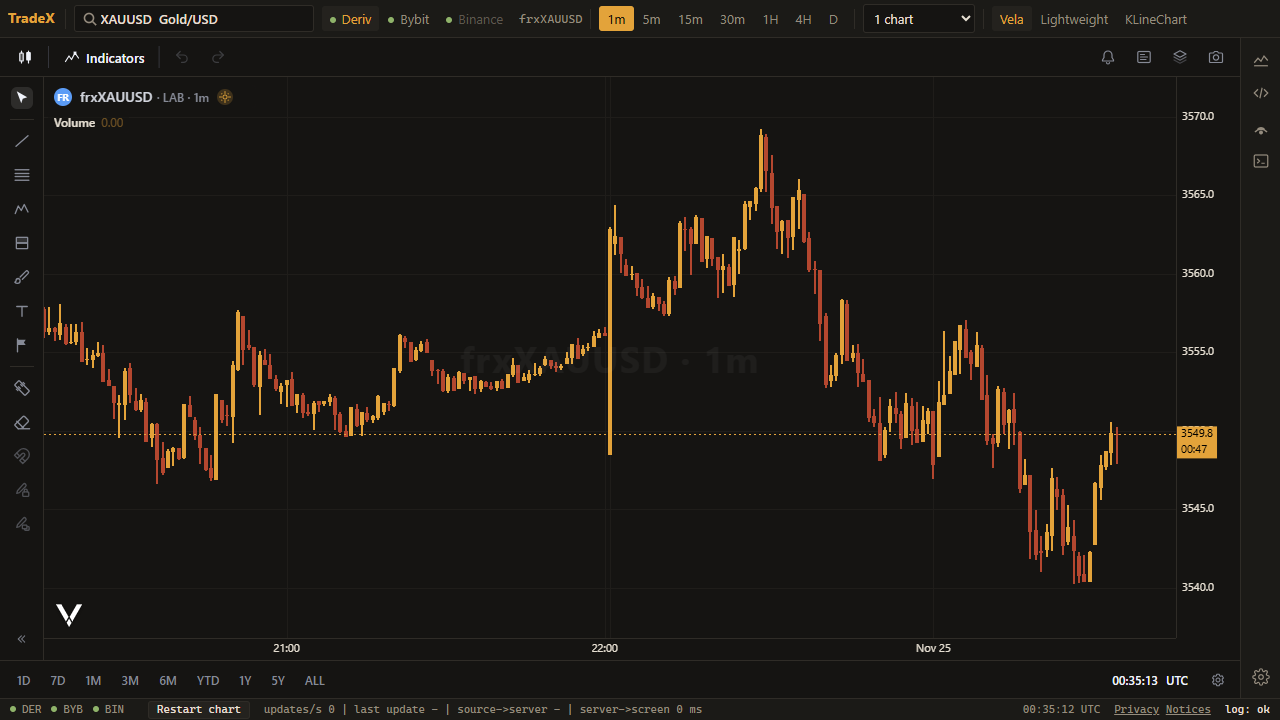 TradeX XAUUSD Gold/USD Deriv Bybit Binance frxXAUUSD 1m 5m 15m 30m 1H 4H D 1 chart Vela Lightweight KLineChart
Indicators
FR frxXAUUSD · LAB · 1m
Volume 0.00
3570.0
3565.0
3560.0
frxXAUUSD · 1m
3555.0
3549.8
00:47
3545.0
3540.0
21:00 22:00 Nov 25
1D 7D 1M 3M 6M YTD 1Y 5Y ALL 00:35:13 UTC
DER BYB BIN Restart chart updates/s 0 | last update - | source->server - | server->screen 0 ms 00:35:12 UTC Privacy Notices log: ok